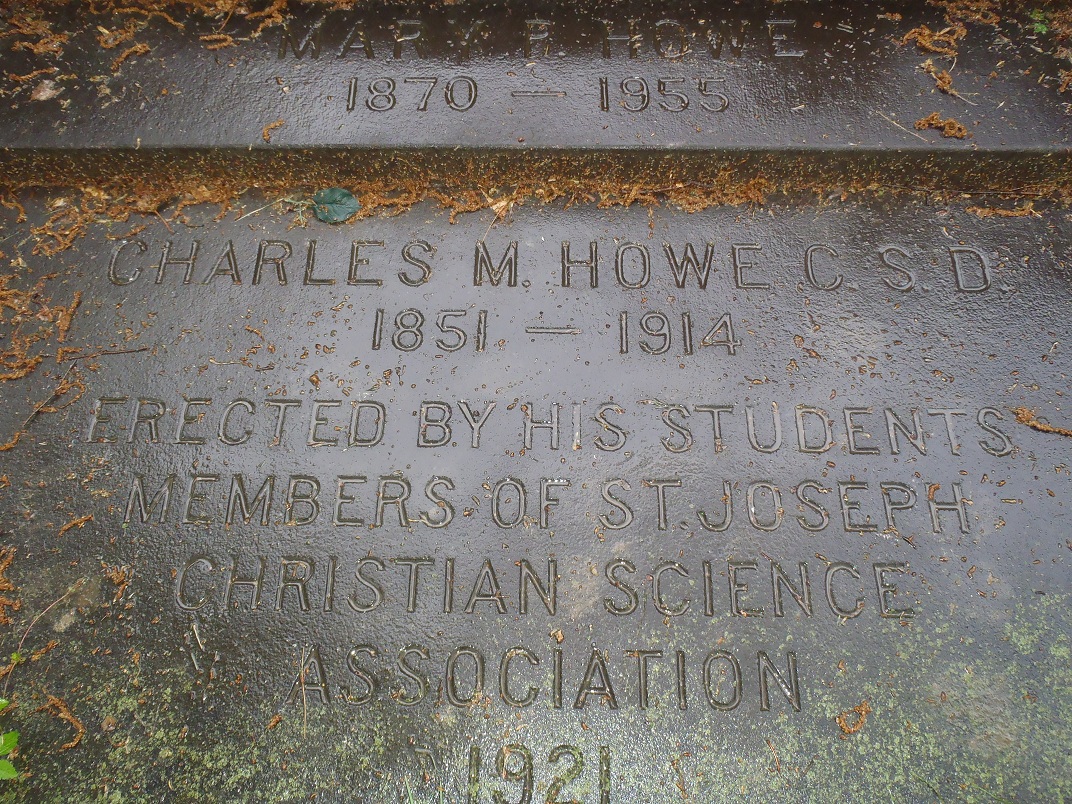 MARY P. HOWE
1870 — 1955
CHARLES M. HOWE C.S.D.
1851 — 1914
ERECTED BY HIS STUDENTS
MEMBERS OF ST. JOSEPH
CHRISTIAN SCIENCE
ASSOCIATION
1921